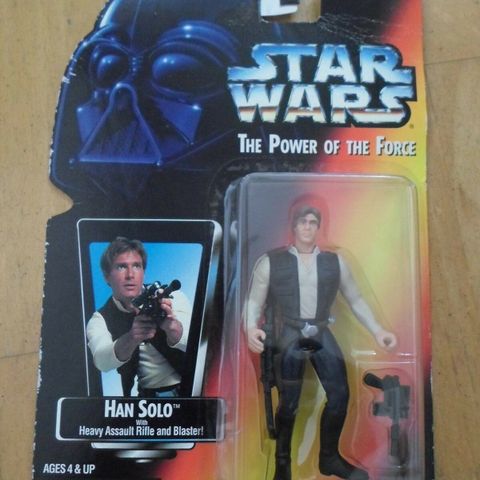 STAR
WARS
THE POWER OF THE FORCE
HAN SOLO™
With
Heavy Assault Rifle and Blaster!
AGES 4 & UP